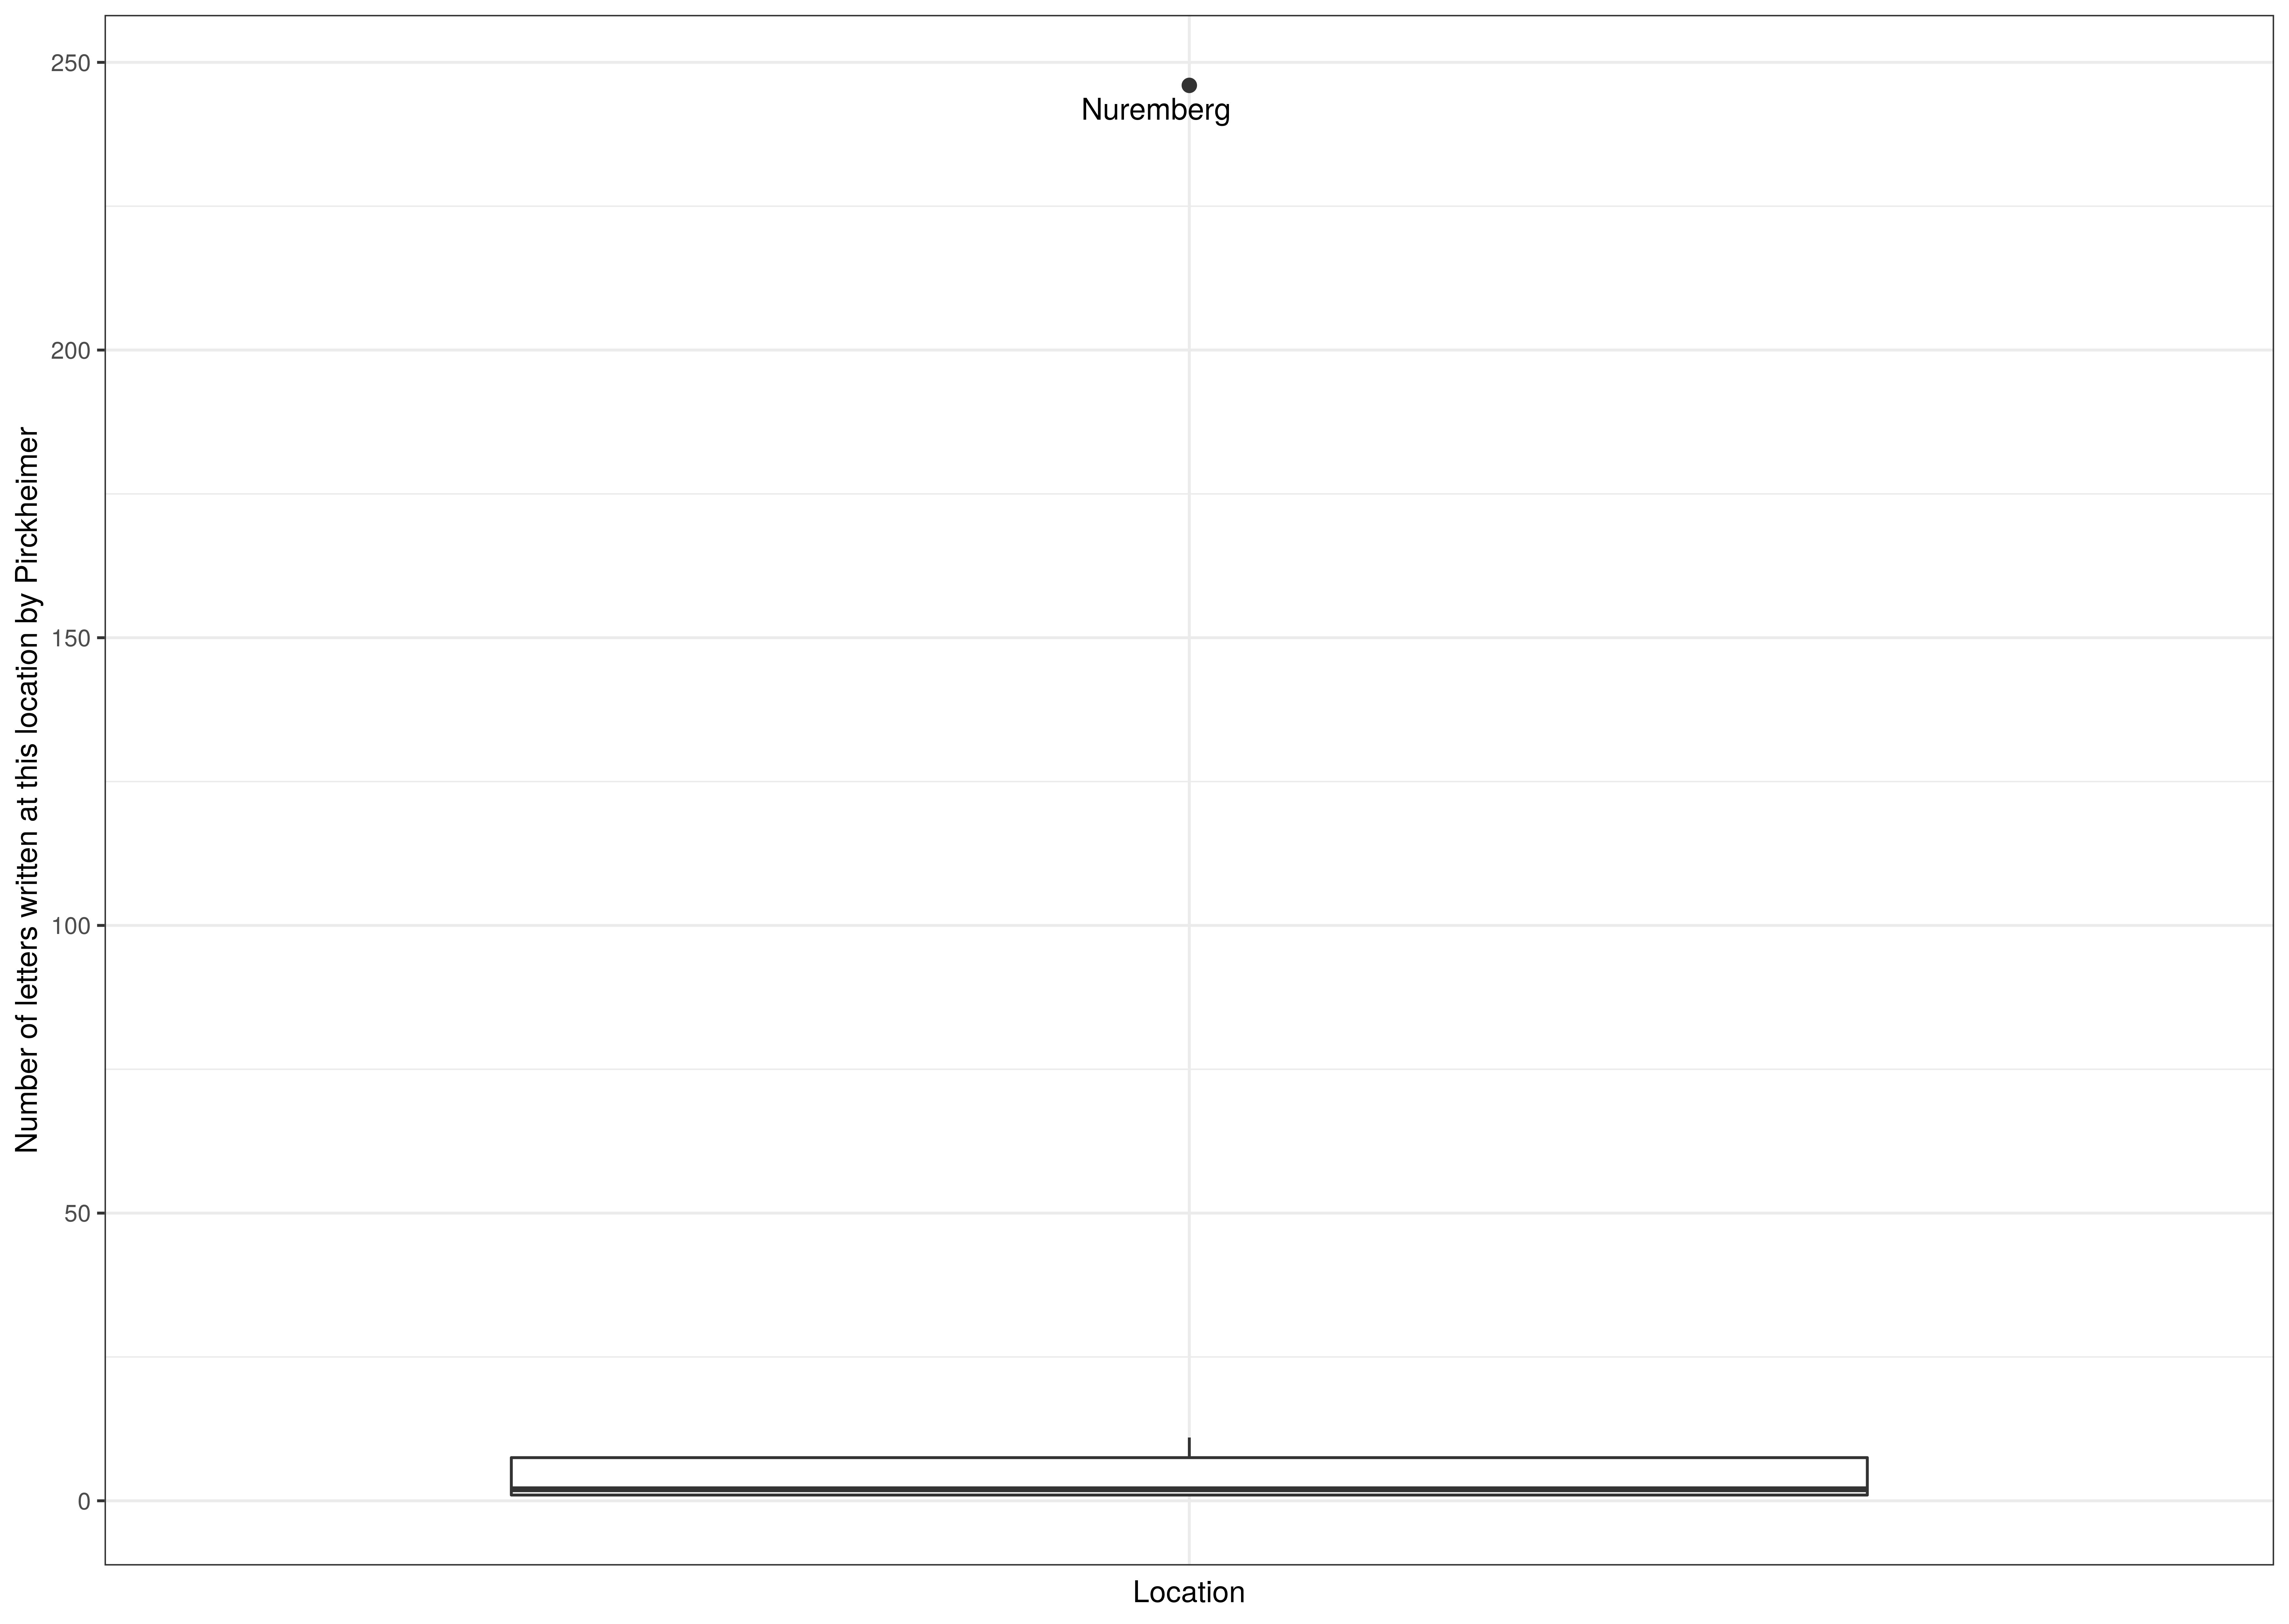 Number of letters written at this location by Pirckheimer
250
200
150
100
50
0
Nuremberg
Location